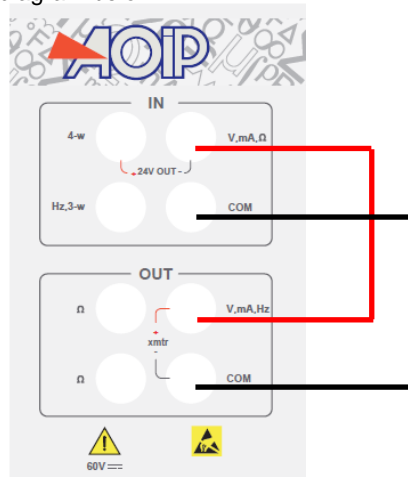 AOIP
IN
4-w V,mA,Ω
+24V OUT -
Hz,3-w COM
OUT
Ω V,mA,Hz
+
xmtr
-
Ω COM
60V